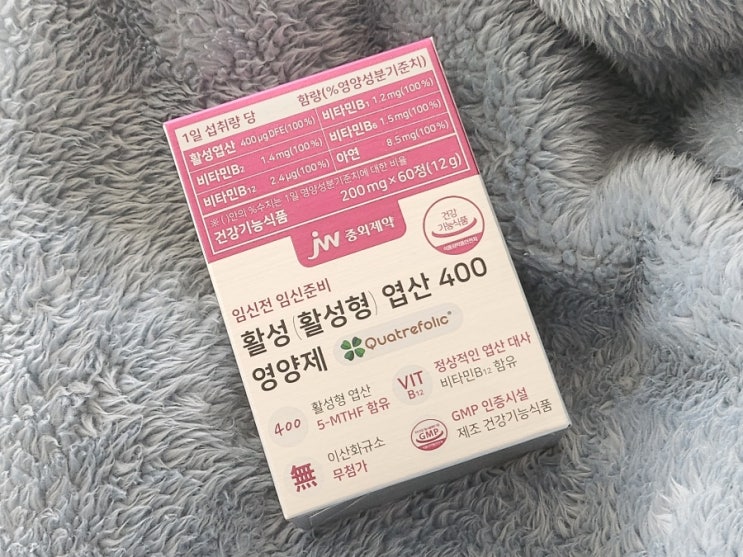 1일 섭취량 당 함량(%영양성분기준치)
활성엽산 400μgDFE(100%) 비타민B1 1.2mg(100%)
비타민B2 1.4mg(100%) 비타민B6 1.5mg(100%)
비타민B12 2.4μg(100%) 아연 8.5mg(100%)
※( )안의 %수치는 1일 영양성분기준치에 대한 비율
건강기능식품 200mg×60정(12g)
jw 중외제약
건강
기능식품
식품의약품안전처
임신전 임신준비
활성(활성형) 엽산 400
영양제 Quatrefolic®
400 활성형 엽산
5-MTHF 함유
VIT
B12
정상적인 엽산 대사
비타민B12 함유
無 이산화규소
무첨가
GMP
GMP 인증시설
제조 건강기능식품